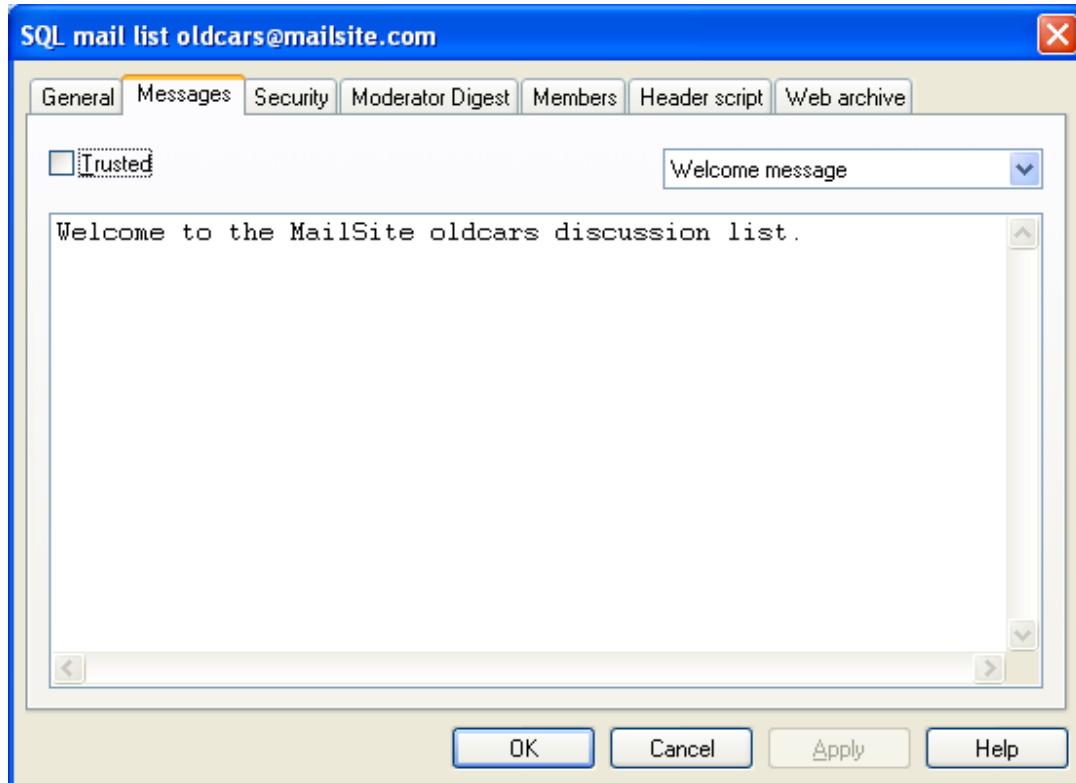 SQL mail list oldcars@mailsite.com
General Messages Security Moderator Digest Members Header script Web archive
Trusted Welcome message
Welcome to the MailSite oldcars discussion list.
OK Cancel Apply Help